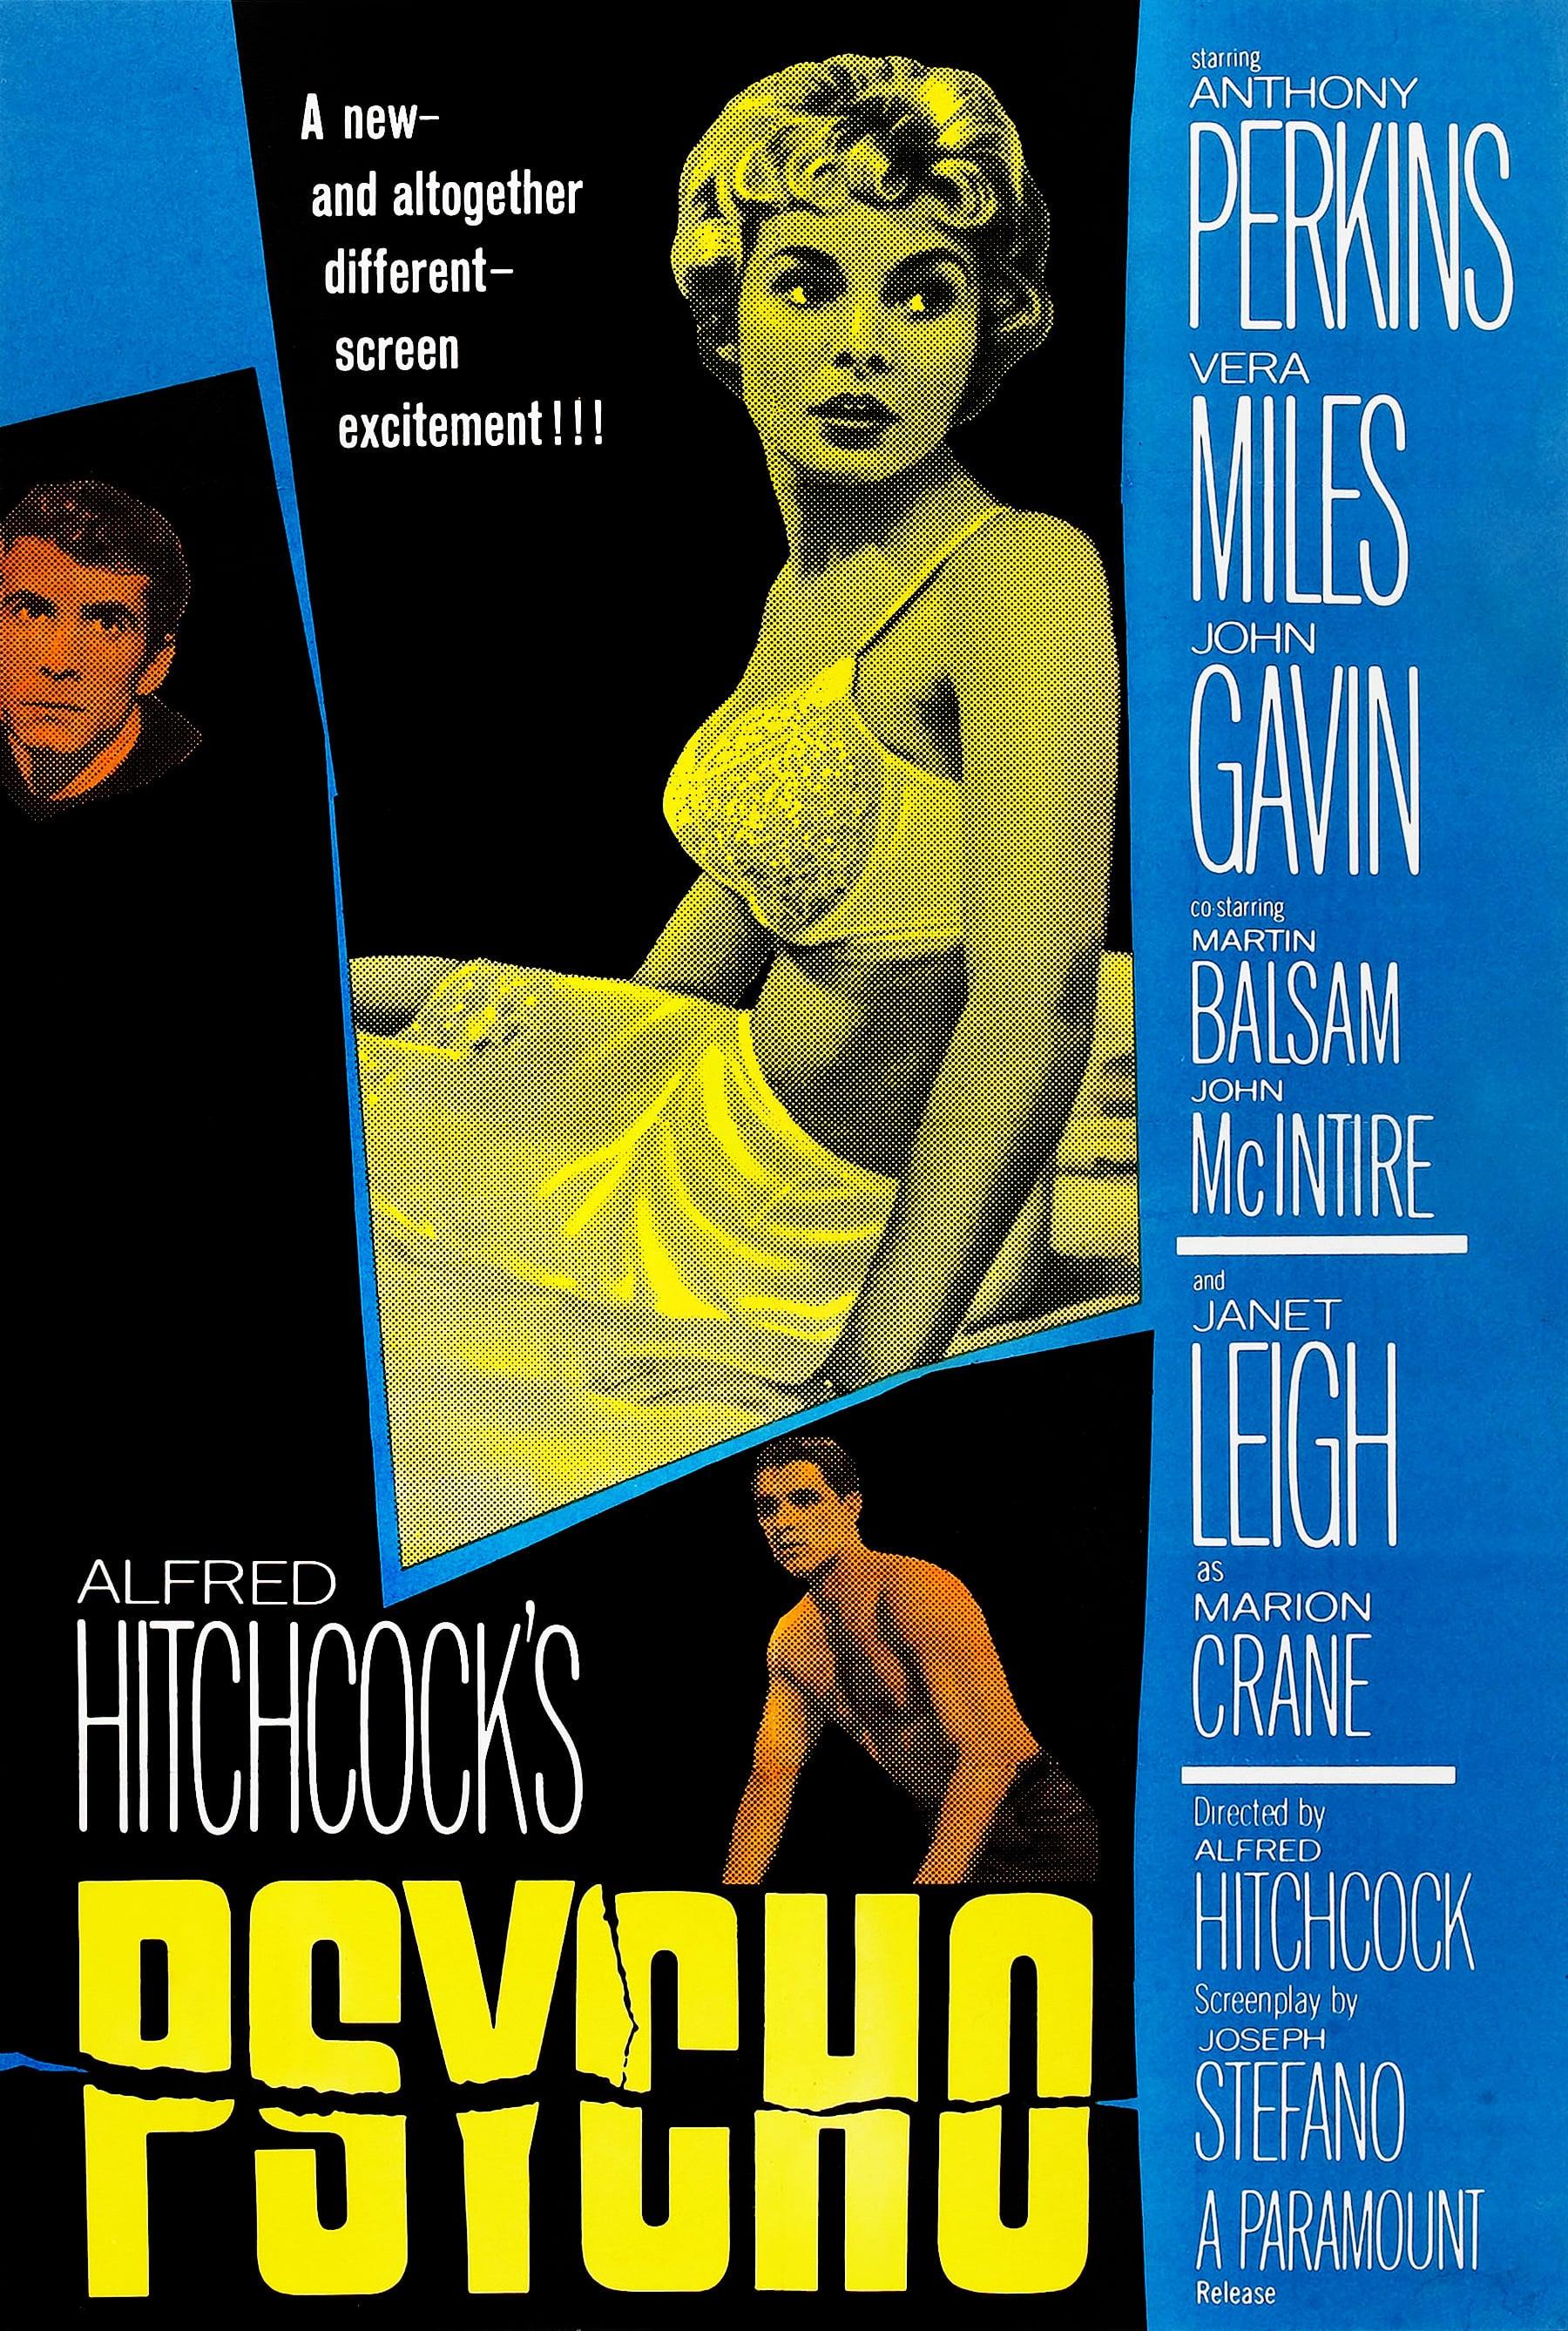 A new–
and altogether
different–
screen
excitement!!!
ALFRED
HITCHCOCK'S
PSYCHO
starring
ANTHONY
PERKINS
VERA
MILES
JOHN
GAVIN
co-starring
MARTIN
BALSAM
JOHN
McINTIRE
and
JANET
LEIGH
as
MARION
CRANE
Directed by
ALFRED
HITCHCOCK
Screenplay by
JOSEPH
STEFANO
A PARAMOUNT
Release